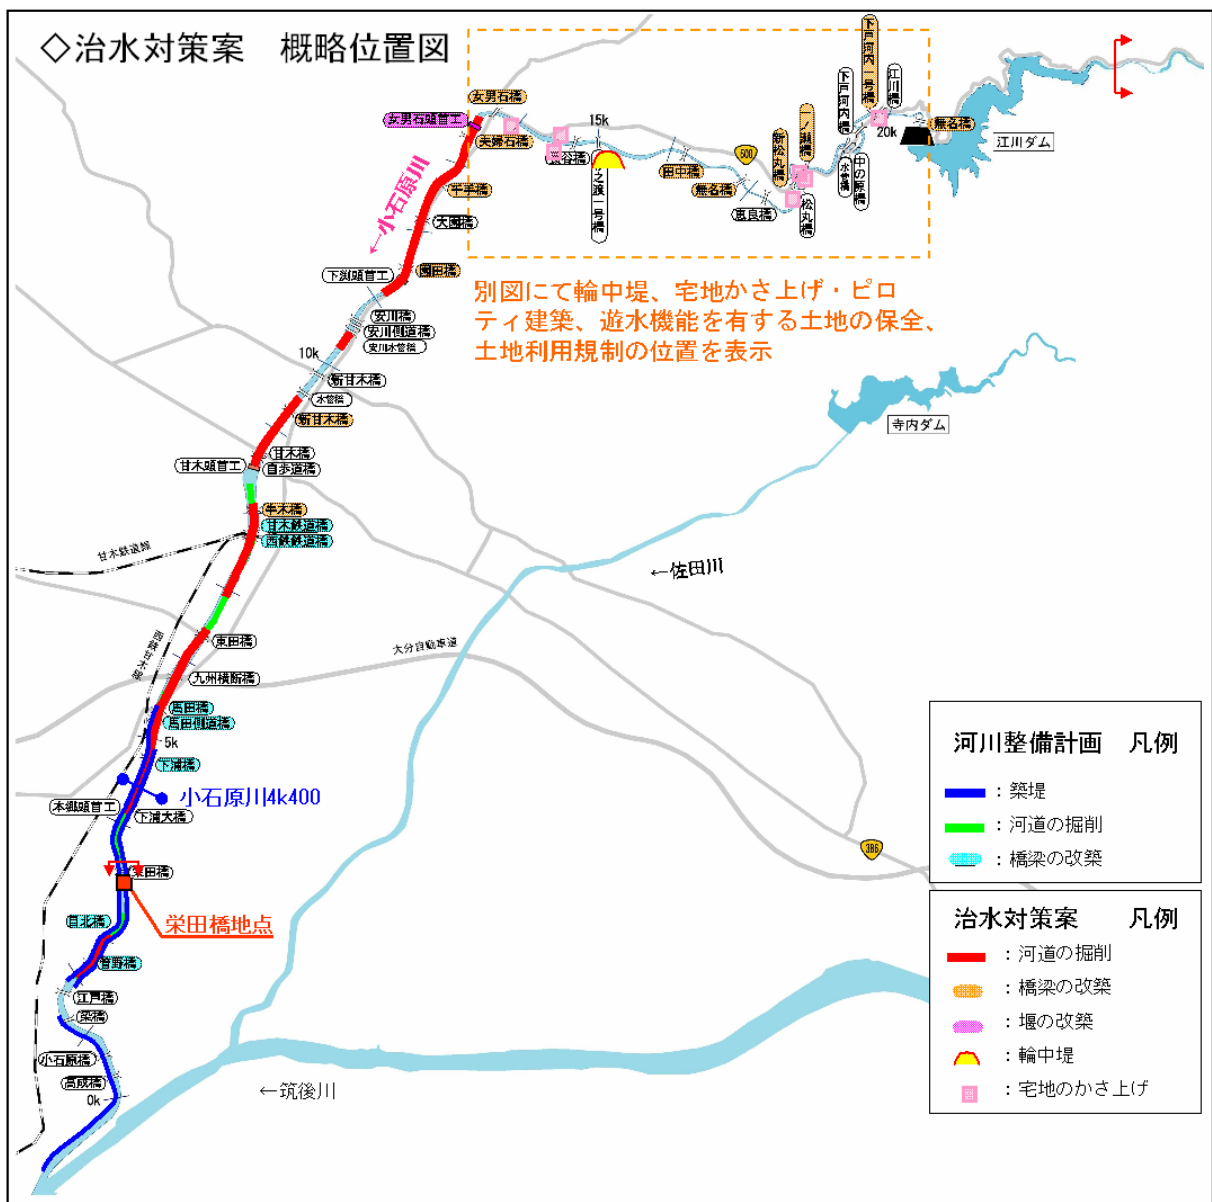 ◇治水対策案　概略位置図
下戸河内一号橋
江川橋
下戸河内橋
女男石橋
女男石頭首工
夫婦石橋
15k
一ノ瀬橋
新松丸橋
20k
無名橋
江川ダム
500
田中橋
水管橋
中の原橋
無名橋
恵良橋
松丸橋
千手橋
←小石原川
大園橋
下渕頭首工
園田橋
別図にて輪中堤、宅地かさ上げ・ピロ
ティ建築、遊水機能を有する土地の保全、
土地利用規制の位置を表示
安川橋
安川側道橋
安川水管橋
10k
新甘木橋
水管橋
新甘木橋
寺内ダム
甘木橋
甘木頭首工
自歩道橋
甘木鉄道橋
西鉄鉄道橋
甘木鉄道線
←佐田川
東田橋
大分自動車道
西鉄甘木線
九州横断橋
馬田橋
馬田側道橋
5k
下浦橋
小石原川4k400
本郷頭首工
下浦大橋
386
栄田橋
栄田橋地点
目北橋
菅野橋
江戸橋
栄橋
小石原橋
高成橋
0k
←筑後川
河川整備計画　凡例
：築堤
：河道の掘削
：橋梁の改築
治水対策案　凡例
：河道の掘削
：橋梁の改築
：堰の改築
：輪中堤
：宅地のかさ上げ